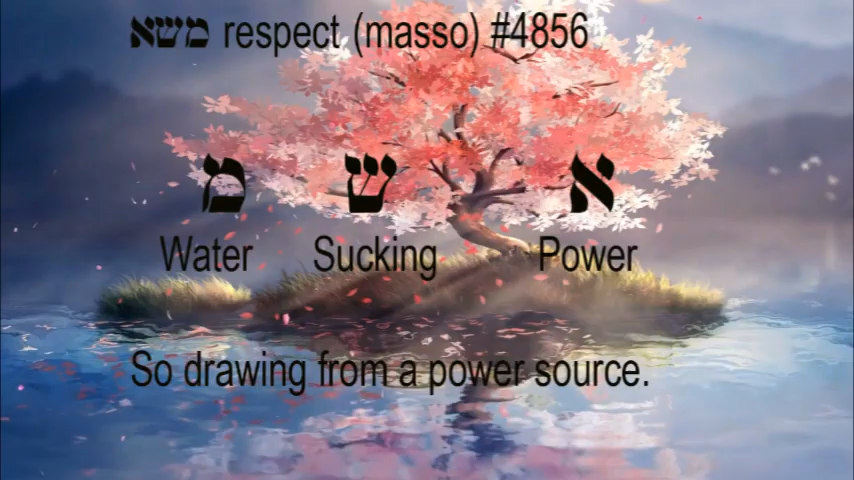 משא respect (masso) #4856
מ ש א
Water Sucking Power
So drawing from a power source.